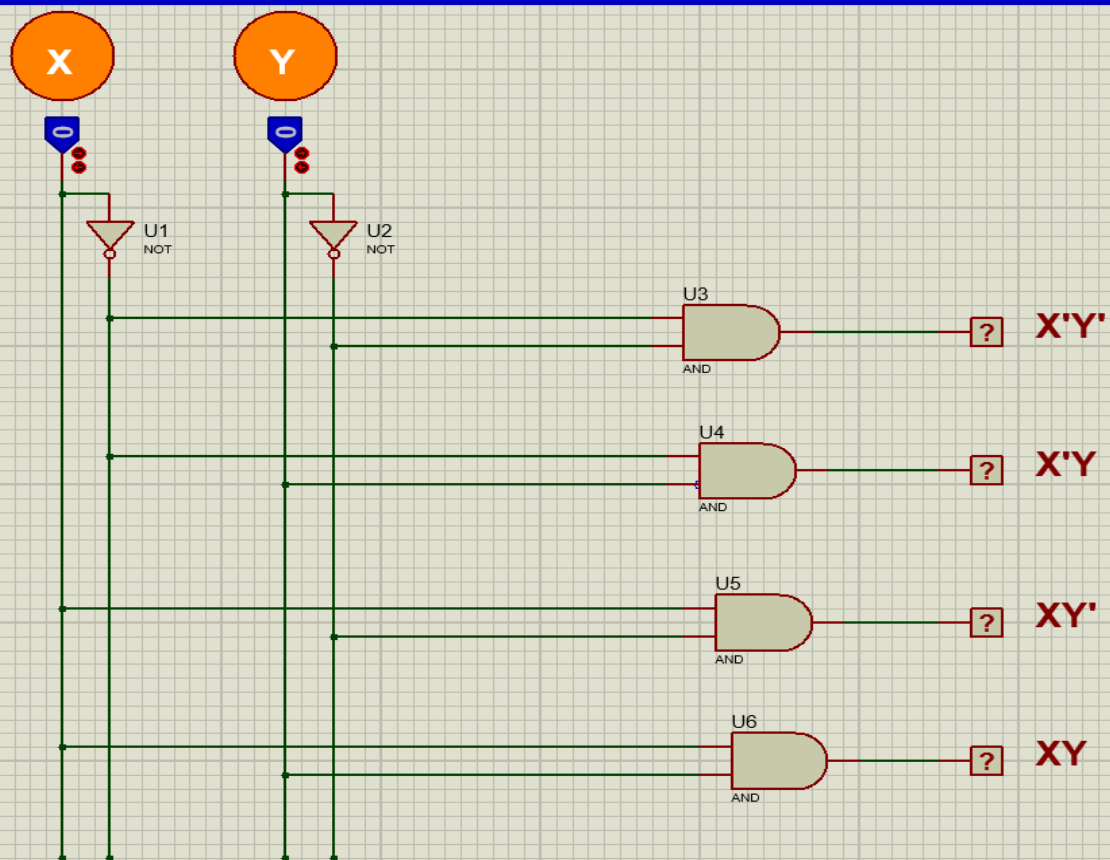 X Y
0 0
U1 U2
NOT NOT
U3
AND
? X'Y'
U4
AND
? X'Y
U5
AND
? XY'
U6
AND
? XY